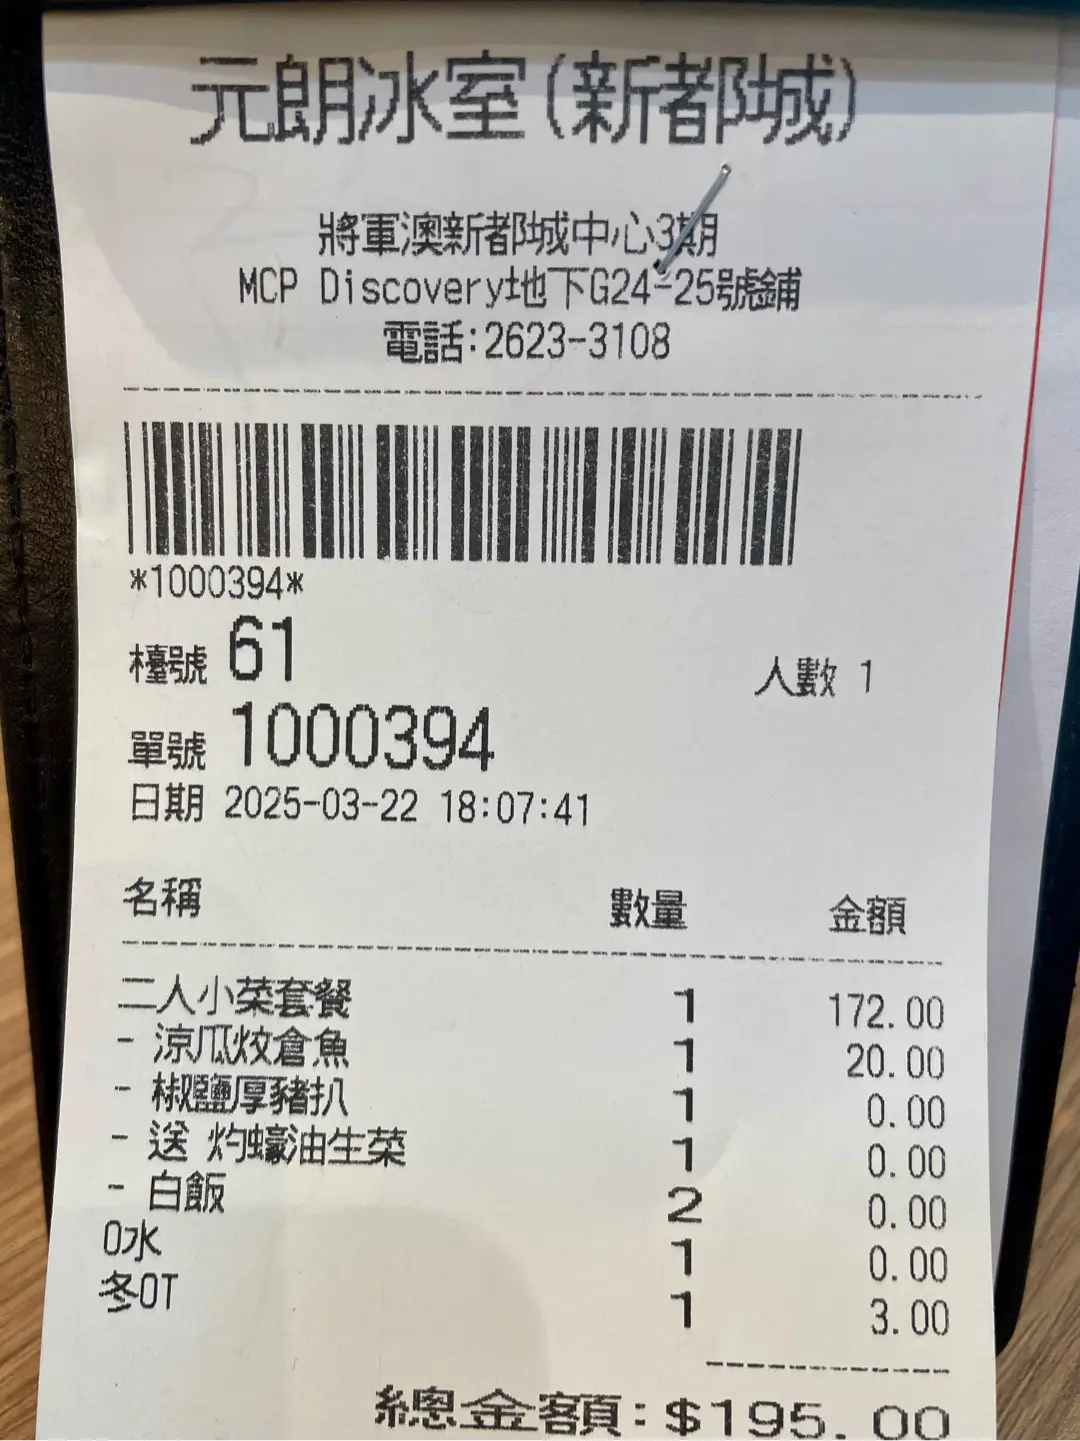 元朗冰室(新都城)
將軍澳新都城中心3期
MCP Discovery地下G24-25號鋪
電話:2623-3108
*1000394*
檯號 61 人數 1
單號 1000394
日期 2025-03-22 18:07:41
名稱 數量 金額
二人小菜套餐 1 172.00
- 涼瓜炆倉魚 1 20.00
- 椒鹽厚豬扒 1 0.00
- 送 灼蠔油生菜 1 0.00
- 白飯 2 0.00
O水 1 0.00
冬OT 1 3.00
總金額:$195.00